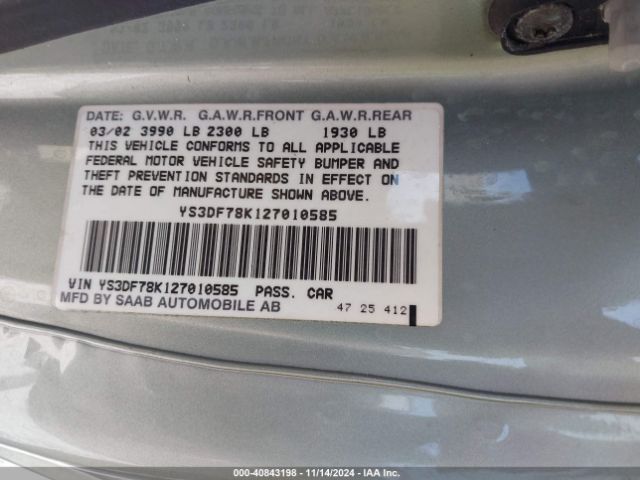 DATE: G.V.W.R. G.A.W.R.FRONT G.A.W.R.REAR
03/02 3990 LB 2300 LB 1930 LB
THIS VEHICLE CONFORMS TO ALL APPLICABLE
FEDERAL MOTOR VEHICLE SAFETY BUMPER AND
THEFT PREVENTION STANDARDS IN EFFECT ON
THE DATE OF MANUFACTURE SHOWN ABOVE.
YS3DF78K127010585
VIN YS3DF78K127010585 PASS. CAR
MFD BY SAAB AUTOMOBILE AB 47 25 412
000-40843198 - 11/14/2024 - IAAI.COM